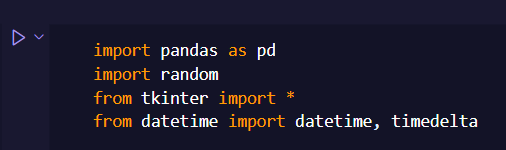 import pandas as pd
import random
from tkinter import *
from datetime import datetime, timedelta